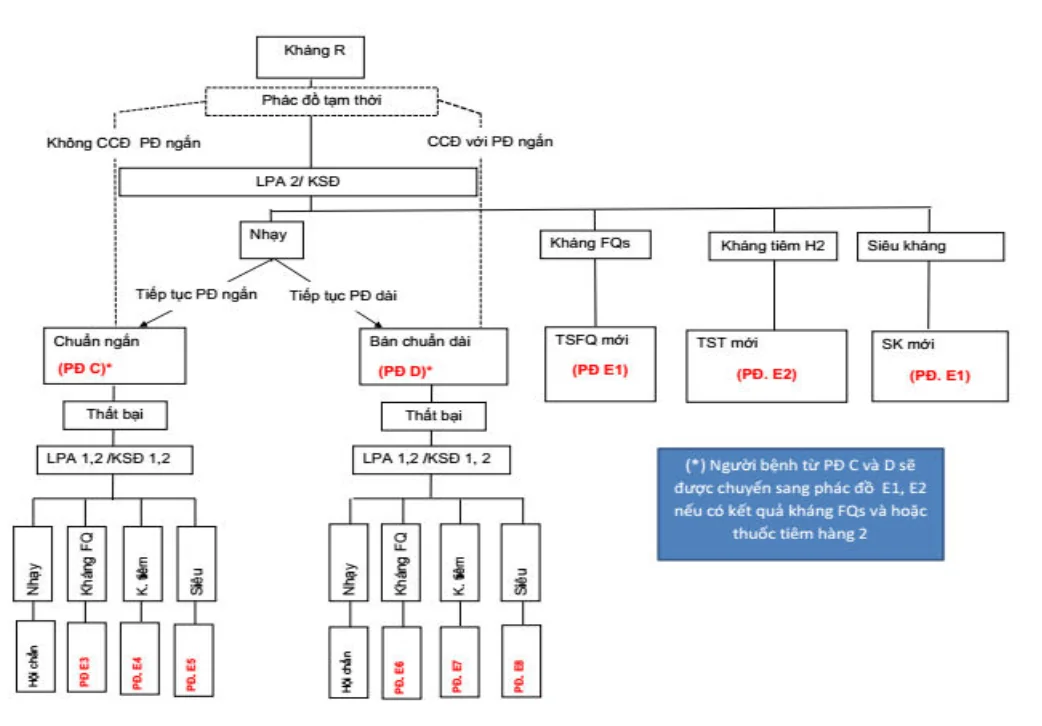 Kháng R
Phác đồ tạm thời
Không CCĐ PĐ ngắn
CCĐ với PĐ ngắn
LPA 2/ KSĐ
Nhạy
Kháng FQs
Kháng tiêm H2
Siêu kháng
Tiếp tục PĐ ngắn
Tiếp tục PĐ dài
Chuẩn ngắn
(PĐ C)*
Bán chuẩn dài
(PĐ D)*
TSFQ mới
(PĐ E1)
TST mới
(PĐ. E2)
SK mới
(PĐ. E1)
Thất bại
Thất bại
LPA 1,2 /KSĐ 1,2
LPA 1,2 /KSĐ 1, 2
(*) Người bệnh từ PĐ C và D sẽ
được chuyển sang phác đồ E1, E2
nếu có kết quả kháng FQs và hoặc
thuốc tiêm hàng 2
Nhạy
Kháng FQ
K. tiêm
Siêu
Nhạy
Kháng FQ
K. tiêm
Siêu
Hội chẩn
PĐ E3
PĐ. E4
PĐ. E5
Hội chẩn
PĐ. E6
PĐ. E7
PĐ. E8